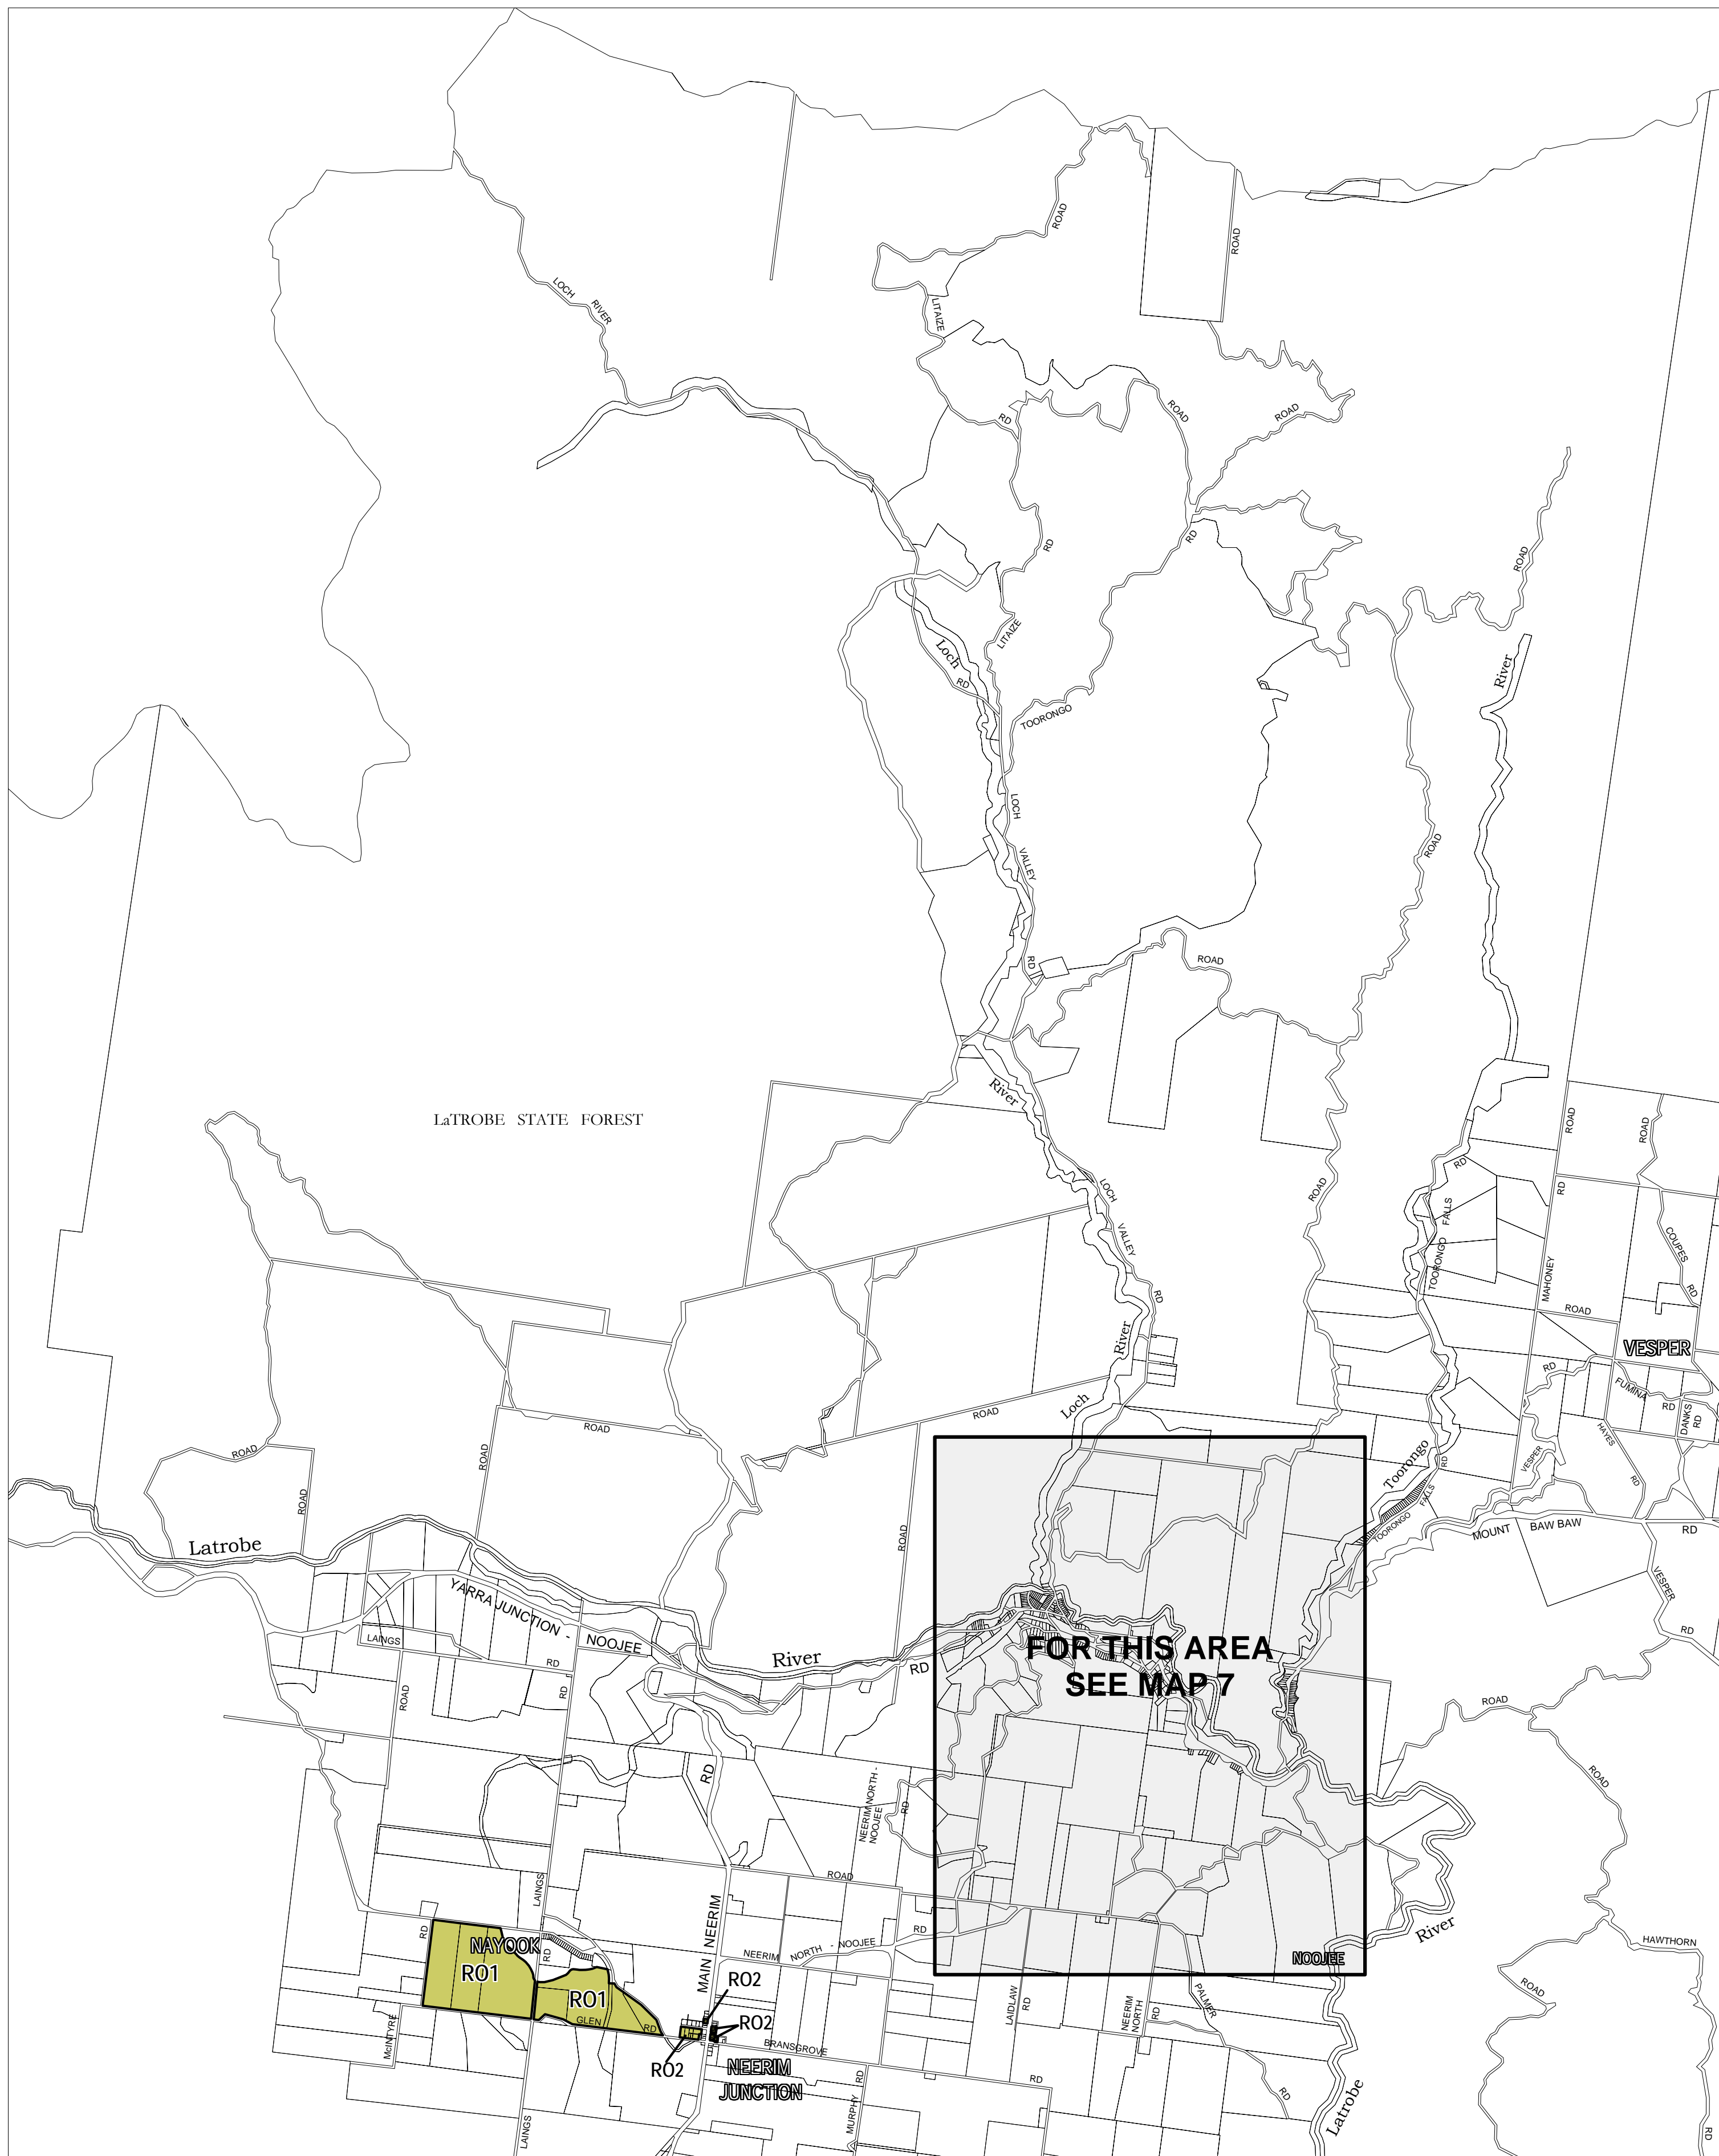 ROAD
ROAD
LOCH
RIVER
LITAIZE
RD
ROAD
ROAD
RD
RD
ROAD
LITAIZE
Loch
RD
River
TOORONGO
LOCH
VALLEY
ROAD
RD
ROAD
River
LaTROBE STATE FOREST
ROAD
ROAD
RD
ROAD
RD
LOCH
VALLEY
FALLS
TOORONGO
COUPES
RD
MAHONEY
RD
ROAD
River
VESPER
RD
FUMINA
RD
DANKS
RD
Loch
ROAD
ROAD
ROAD
ROAD
HAYES
RD
VESPER
Toorongo
RD
FALLS
TOORONGO
ROAD
MOUNT BAW BAW RD
Latrobe
ROAD
VESPER
RD
YARRA JUNCTION - NOOJEE
LAINGS
RD
River
RD
FOR THIS AREA
SEE MAP 7
ROAD
RD
ROAD
ROAD
RD
NEERIM NORTH -
NOOJEE
RD
ROAD
LAINGS
RD
NAYOOK
RD
RO1
RO1
GLEN
RD
MAIN NEERIM
NEERIM NORTH - NOOJEE
RD
NOOJEE
River
HAWTHORN
ROAD
RO2
RO2
RO2
BRANSGROVE
McINTYRE
LAIDLAW
RD
NEERIM
NORTH
RD
PALMER
RD
NEERIM
JUNCTION
RD
MURPHY
RD
LAINGS
Latrobe
RD